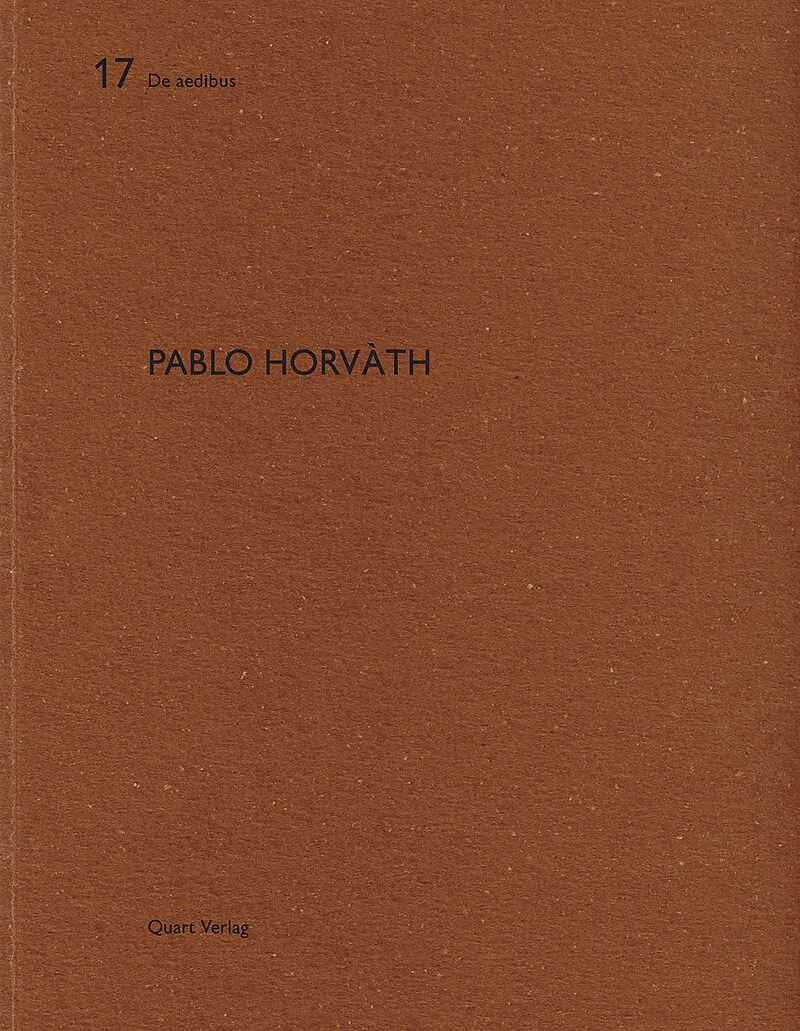 17 De aedibus
PABLO HORVÀTH
Quart Verlag